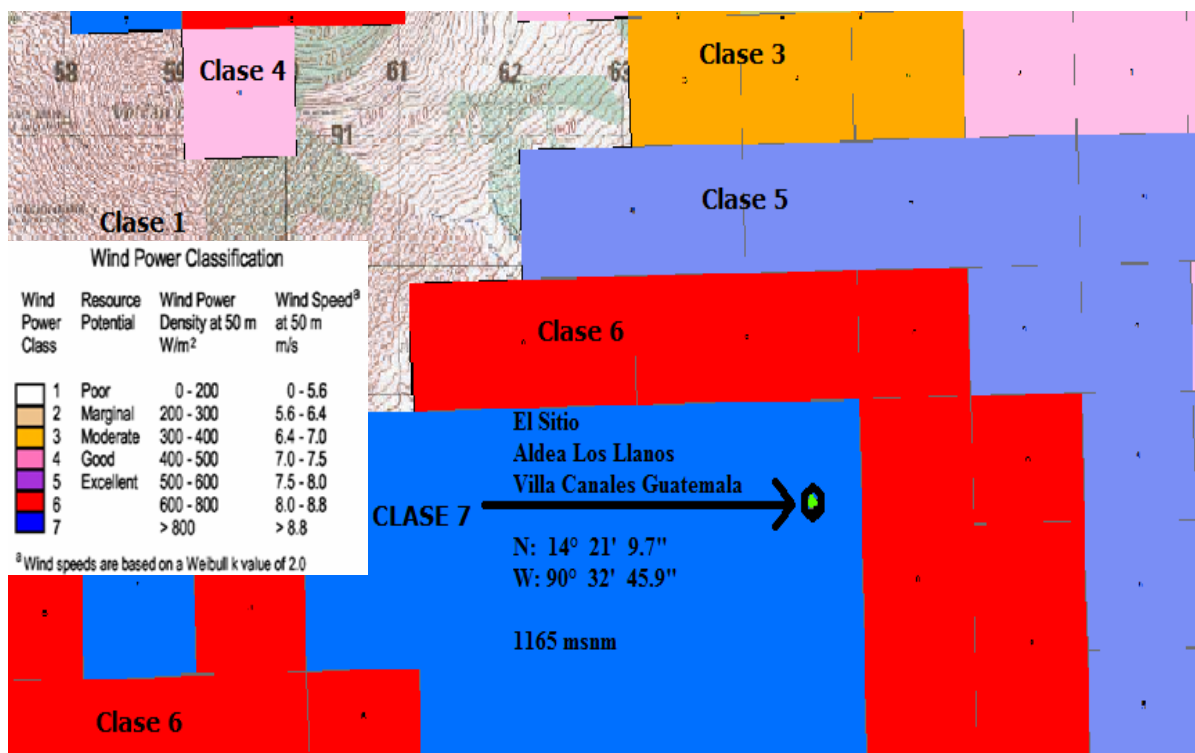 Clase 4
Clase 3
58
59
61
62
63
91
Clase 5
Clase 1
Wind Power Classification
Wind Power Class Resource Potential Wind Power Density at 50 m W/m² Wind Speedᵃ at 50 m m/s
1 Poor 0 - 200 0 - 5.6
2 Marginal 200 - 300 5.6 - 6.4
3 Moderate 300 - 400 6.4 - 7.0
4 Good 400 - 500 7.0 - 7.5
5 Excellent 500 - 600 7.5 - 8.0
6 600 - 800 8.0 - 8.8
7 > 800 > 8.8
ᵃ Wind speeds are based on a Weibull k value of 2.0
Clase 6
El Sitio
Aldea Los Llanos
Villa Canales Guatemala
CLASE 7
N: 14° 21' 9.7"
W: 90° 32' 45.9"
1165 msnm
Clase 6